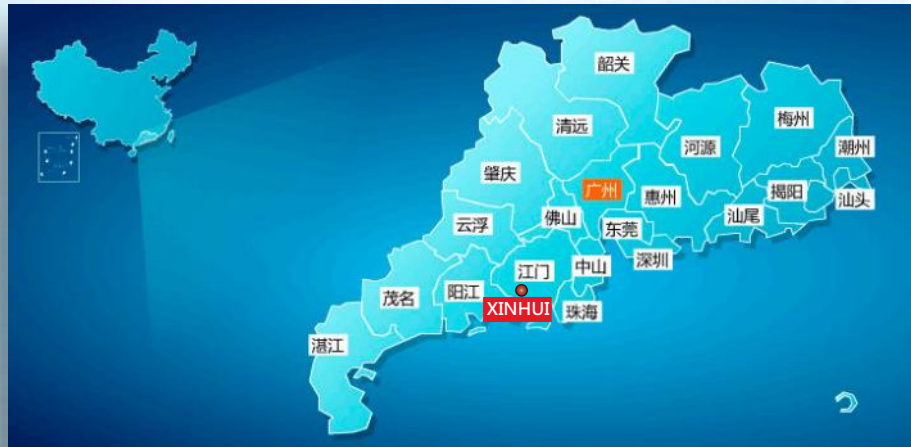 韶关
梅州
清远
河源
潮州
肇庆
广州
惠州
揭阳
汕头
云浮
佛山
东莞
汕尾
深圳
江门
中山
茂名
阳江
XINHUI
珠海
湛江